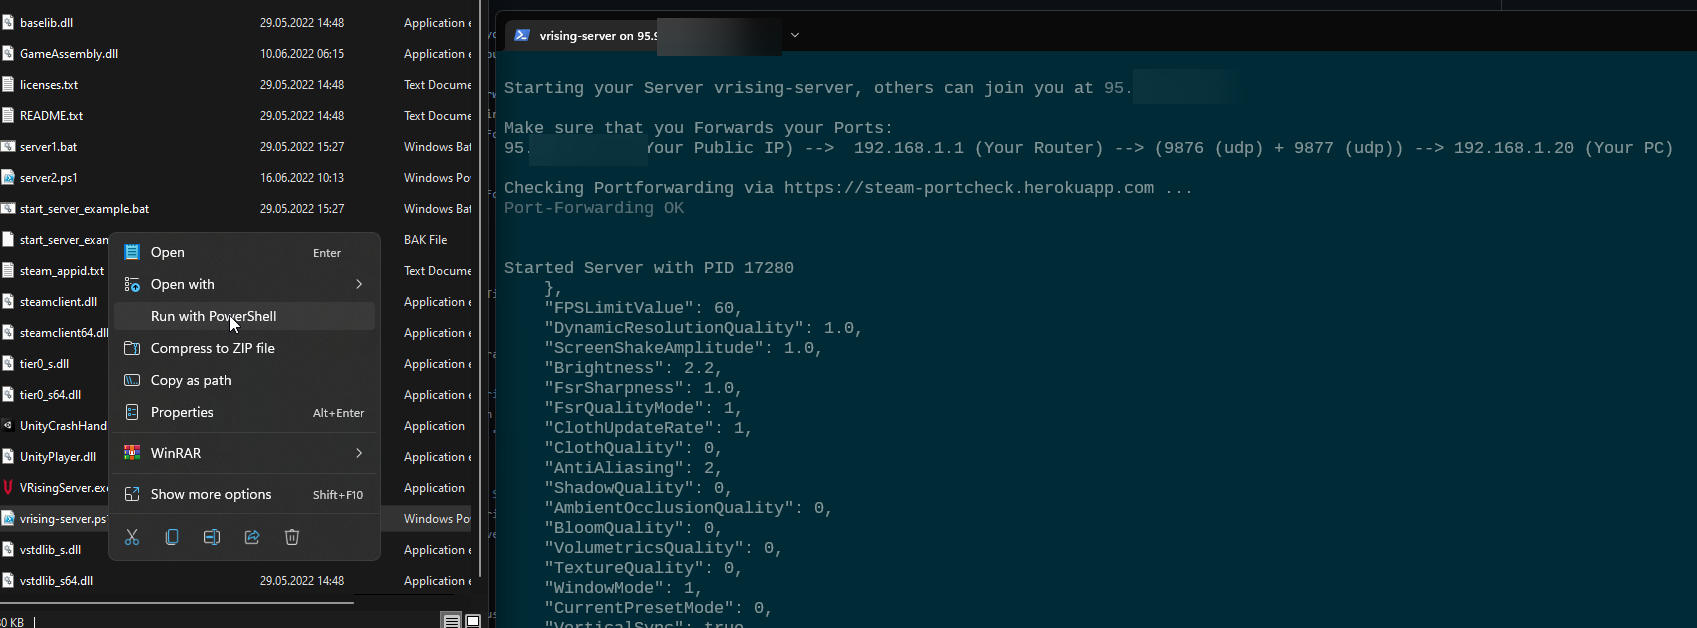 baselib.dll 29.05.2022 14:48 Application e
GameAssembly.dll 10.06.2022 06:15 Application e
licenses.txt 29.05.2022 14:48 Text Docume
README.txt 29.05.2022 14:48 Text Docume
server1.bat 29.05.2022 15:27 Windows Bat
server2.ps1 16.06.2022 10:13 Windows Po
start_server_example.bat 29.05.2022 15:27 Windows Bat
start_server_exam BAK File
steam_appid.txt Text Docume
steamclient.dll Application e
steamclient64.dll Application e
tier0_s.dll Application e
tier0_s64.dll Application e
UnityCrashHand Application
UnityPlayer.dll Application e
VRisingServer.exe Application
vrising-server.ps1 Windows Po
vstdlib_s.dll Application e
vstdlib_s64.dll 29.05.2022 14:48 Application e
KB
Open Enter
Open with
Run with PowerShell
Compress to ZIP file
Copy as path
Properties Alt+Enter
WinRAR
Show more options Shift+F10
vrising-server on 95.9
Starting your Server vrising-server, others can join you at 95.
Make sure that you Forwards your Ports:
95. Your Public IP) --> 192.168.1.1 (Your Router) --> (9876 (udp) + 9877 (udp)) --> 192.168.1.20 (Your PC)
Checking Portforwarding via https://steam-portcheck.herokuapp.com ...
Port-Forwarding OK
Started Server with PID 17280
},
"FPSLimitValue": 60,
"DynamicResolutionQuality": 1.0,
"ScreenShakeAmplitude": 1.0,
"Brightness": 2.2,
"FsrSharpness": 1.0,
"FsrQualityMode": 1,
"ClothUpdateRate": 1,
"ClothQuality": 0,
"AntiAliasing": 2,
"ShadowQuality": 0,
"AmbientOcclusionQuality": 0,
"BloomQuality": 0,
"VolumetricsQuality": 0,
"TextureQuality": 0,
"WindowMode": 1,
"CurrentPresetMode": 0,
"VerticalSync": true